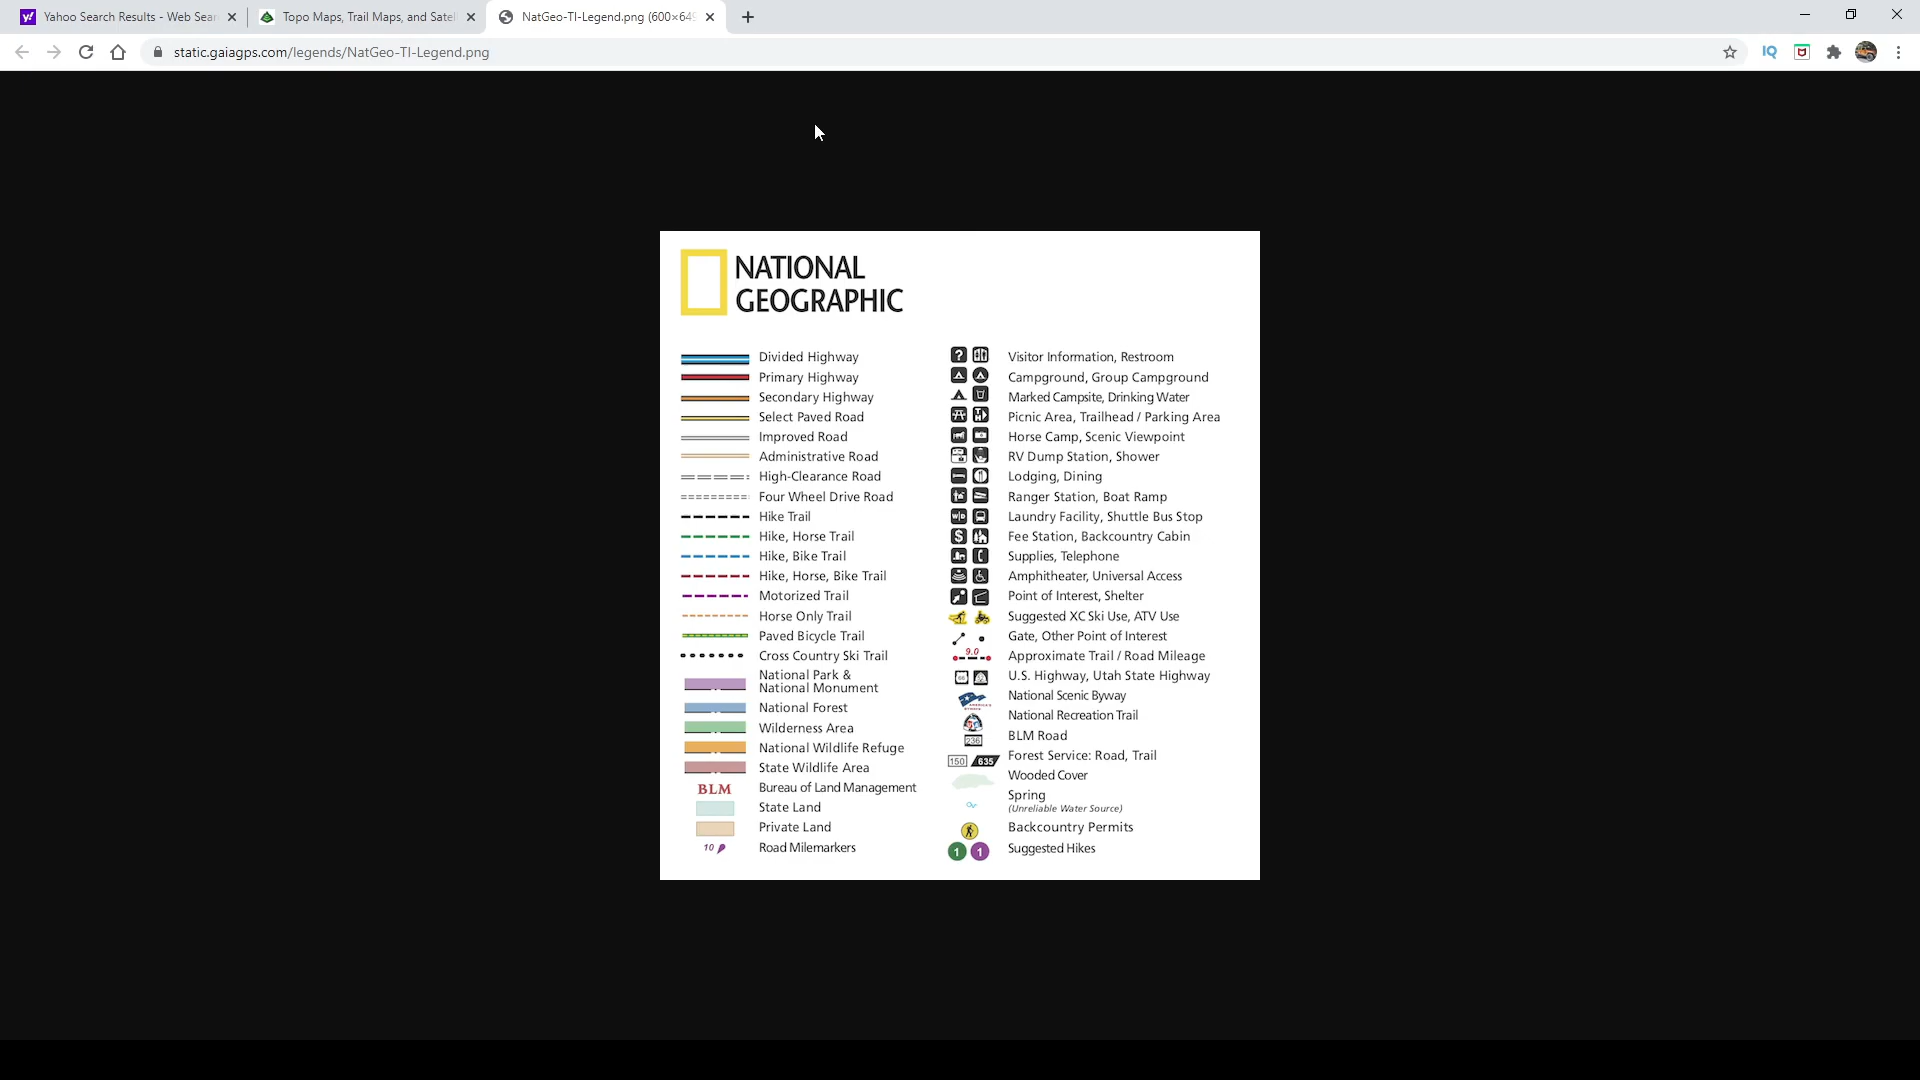 Yahoo Search Results - Web Sear
Topo Maps, Trail Maps, and Satell
NatGeo-TI-Legend.png (600×649
static.gaiagps.com/legends/NatGeo-TI-Legend.png
IQ
NATIONAL
GEOGRAPHIC
Divided Highway
Primary Highway
Secondary Highway
Select Paved Road
Improved Road
Administrative Road
High-Clearance Road
Four Wheel Drive Road
Hike Trail
Hike, Horse Trail
Hike, Bike Trail
Hike, Horse, Bike Trail
Motorized Trail
Horse Only Trail
Paved Bicycle Trail
Cross Country Ski Trail
National Park &
National Monument
National Forest
Wilderness Area
National Wildlife Refuge
State Wildlife Area
BLM Bureau of Land Management
State Land
Private Land
10 Road Milemarkers
? Visitor Information, Restroom
Campground, Group Campground
Marked Campsite, Drinking Water
Picnic Area, Trailhead / Parking Area
Horse Camp, Scenic Viewpoint
RV Dump Station, Shower
Lodging, Dining
Ranger Station, Boat Ramp
W/D Laundry Facility, Shuttle Bus Stop
$ Fee Station, Backcountry Cabin
Supplies, Telephone
Amphitheater, Universal Access
Point of Interest, Shelter
Suggested XC Ski Use, ATV Use
Gate, Other Point of Interest
9.0 Approximate Trail / Road Mileage
U.S. Highway, Utah State Highway
National Scenic Byway
National Recreation Trail
236 BLM Road
150 635 Forest Service: Road, Trail
Wooded Cover
Spring
(Unreliable Water Source)
Backcountry Permits
1 1 Suggested Hikes